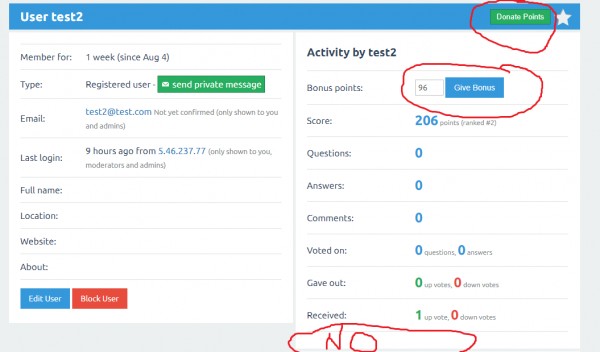 User test2
Donate Points
Member for: 1 week (since Aug 4)
Type: Registered user - send private message
Email: test2@test.com Not yet confirmed (only shown to you
and admins)
Last login: 9 hours ago from 5.46.237.77 (only shown to you,
moderators and admins)
Full name:
Location:
Website:
About:
Edit User Block User
Activity by test2
Bonus points: 96 Give Bonus
Score: 206 points (ranked #2)
Questions: 0
Answers: 0
Comments: 0
Voted on: 0 questions, 0 answers
Gave out: 0 up votes, 0 down votes
Received: 1 up vote, 0 down votes
NO